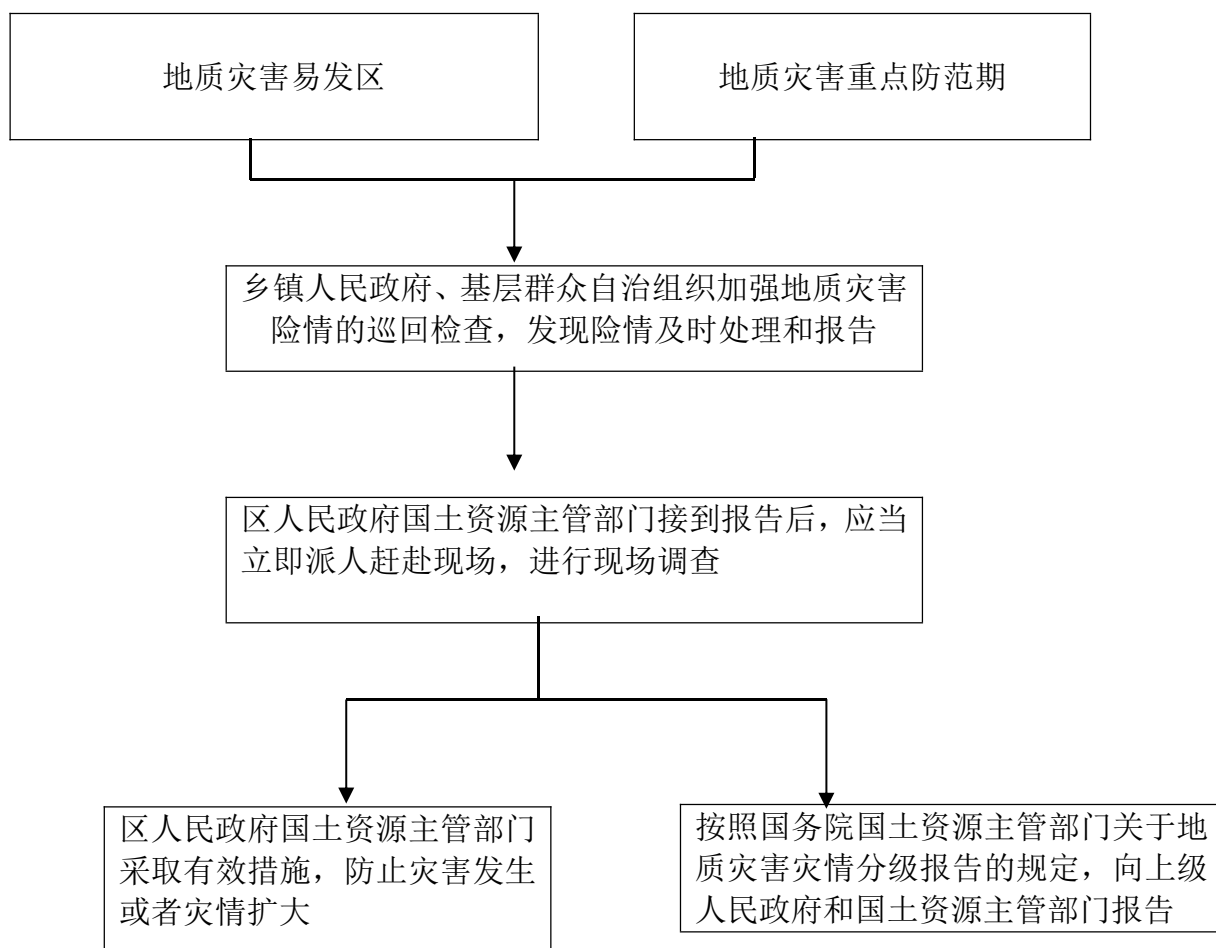 地质灾害易发区
地质灾害重点防范期
乡镇人民政府、基层群众自治组织加强地质灾害
险情的巡回检查，发现险情及时处理和报告
区人民政府国土资源主管部门接到报告后，应当
立即派人赶赴现场，进行现场调查
区人民政府国土资源主管部门
采取有效措施，防止灾害发生
或者灾情扩大
按照国务院国土资源主管部门关于地
质灾害灾情分级报告的规定，向上级
人民政府和国土资源主管部门报告